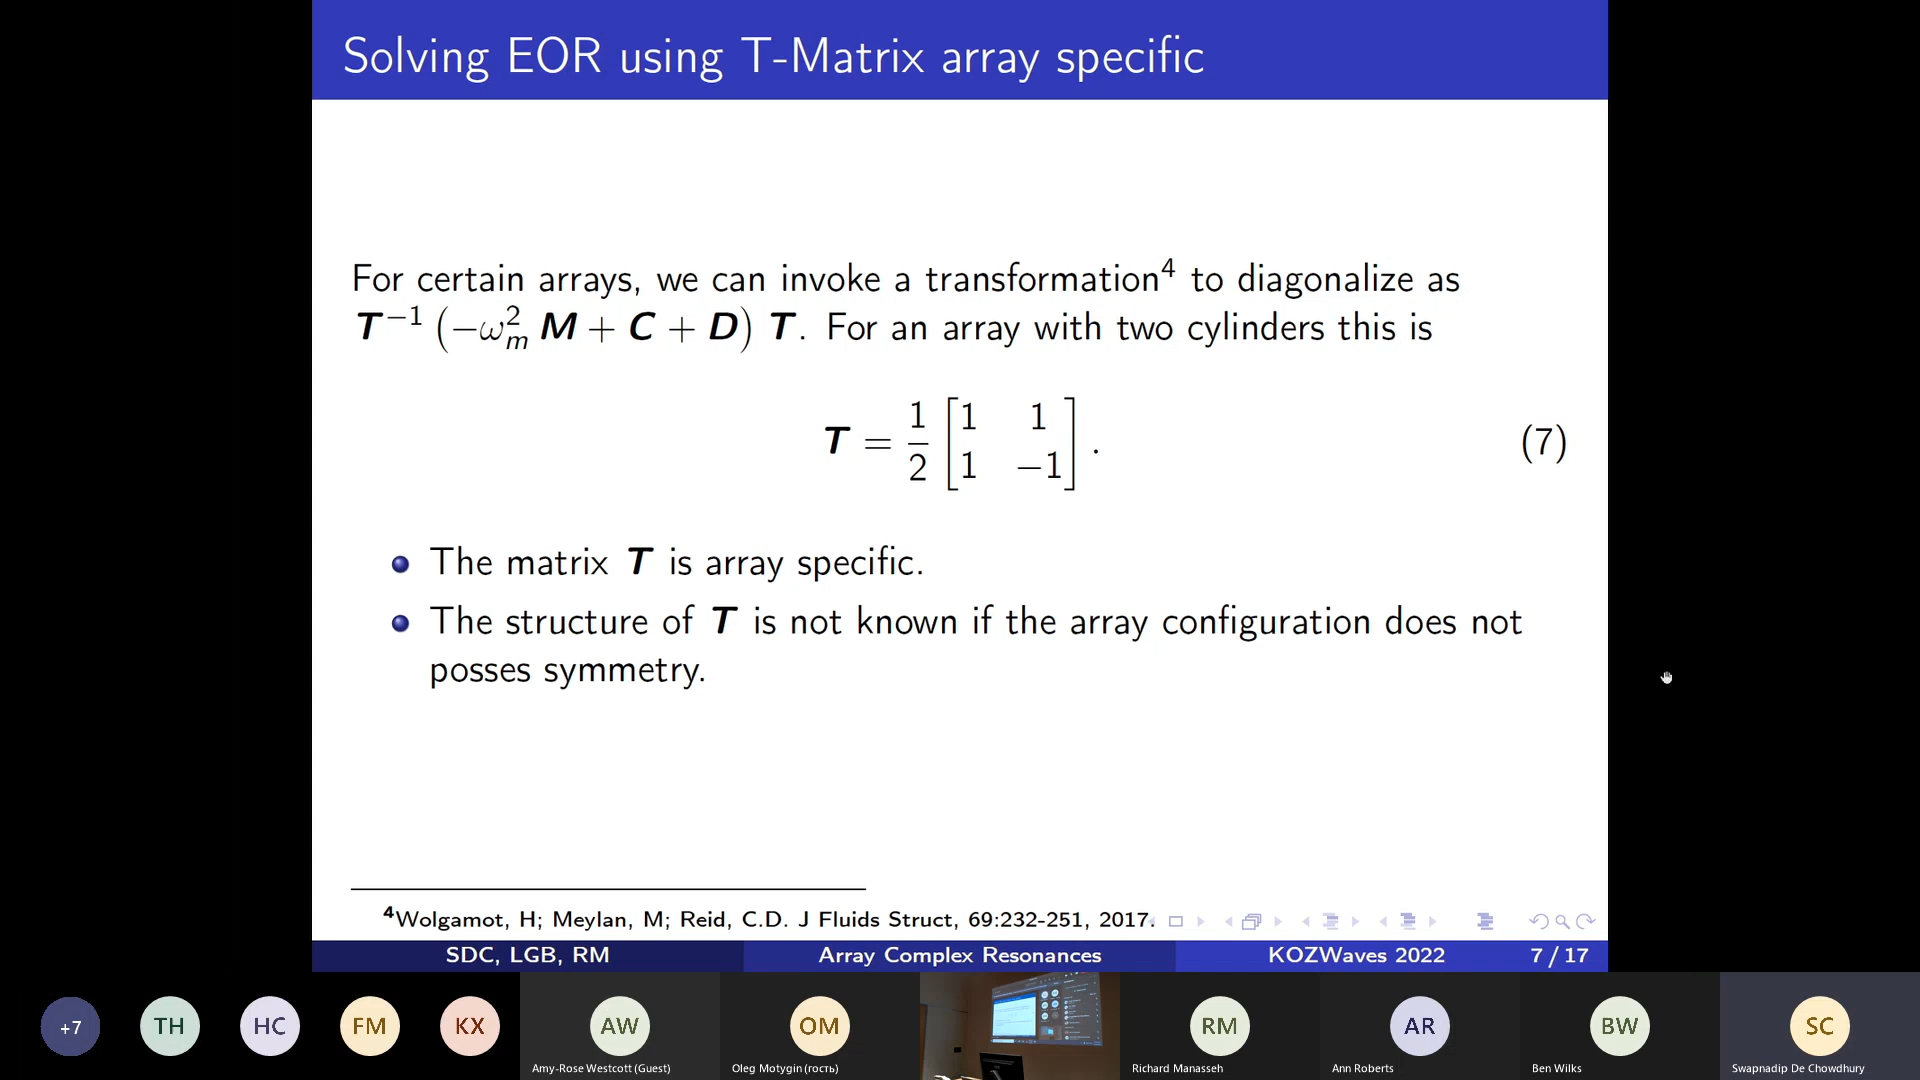 Solving EOR using T-Matrix array specific
For certain arrays, we can invoke a transformation⁴ to diagonalize as
T⁻¹ (−ω²ₘ M + C + D) T. For an array with two cylinders this is
T = 1/2 [1 1
1 −1]. (7)
The matrix T is array specific.
The structure of T is not known if the array configuration does not
posses symmetry.
⁴Wolgamot, H; Meylan, M; Reid, C.D. J Fluids Struct, 69:232-251, 2017.
SDC, LGB, RM Array Complex Resonances KOZWaves 2022 7 / 17
+7 TH HC FM KX AW OM RM AR BW SC
Amy-Rose Westcott (Guest) Oleg Motygin (гость) Richard Manasseh Ann Roberts Ben Wilks Swapnadip De Chowdhury